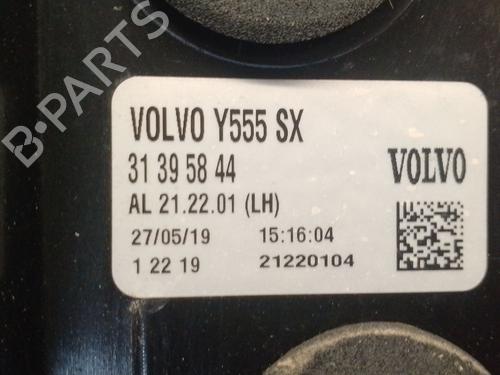 B-PARTS
VOLVO Y555 SX
31 39 58 44
VOLVO
AL 21.22.01 (LH)
27/05/19 15:16:04
1 22 19 21220104